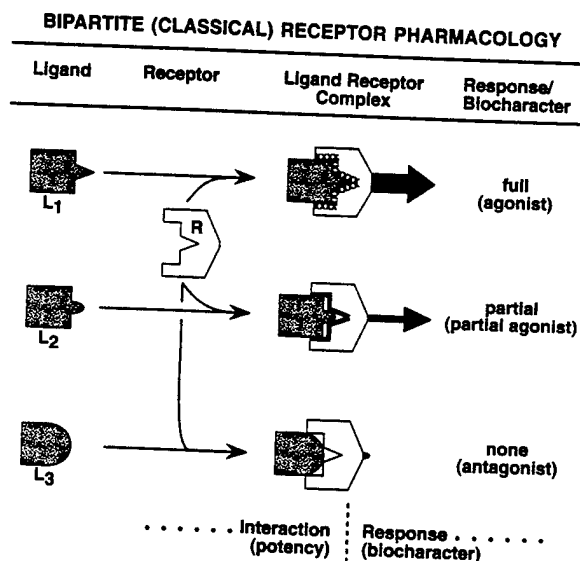 BIPARTITE (CLASSICAL) RECEPTOR PHARMACOLOGY
Ligand Receptor Ligand Receptor Complex Response/ Biocharacter
L1
full
(agonist)
R
L2
partial
(partial agonist)
L3
none
(antagonist)
. . . . . . Interaction
(potency)
Response . . . . . .
(biocharacter)